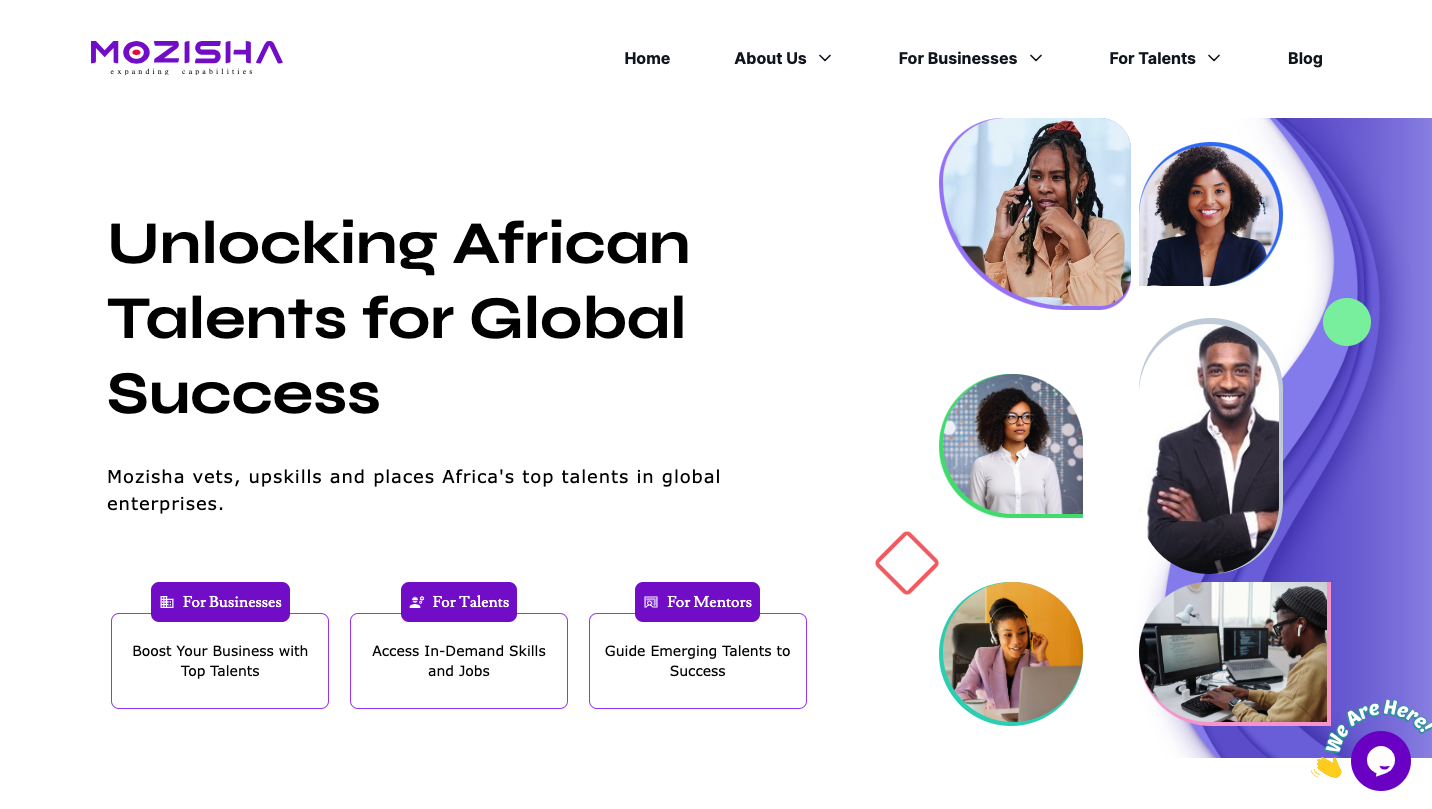 MOZISHA
expanding capabilities
Home
About Us
For Businesses
For Talents
Blog
Unlocking African
Talents for Global
Success
Mozisha vets, upskills and places Africa's top talents in global
enterprises.
For Businesses
Boost Your Business with
Top Talents
For Talents
Access In-Demand Skills
and Jobs
For Mentors
Guide Emerging Talents to
Success
We Are Here!